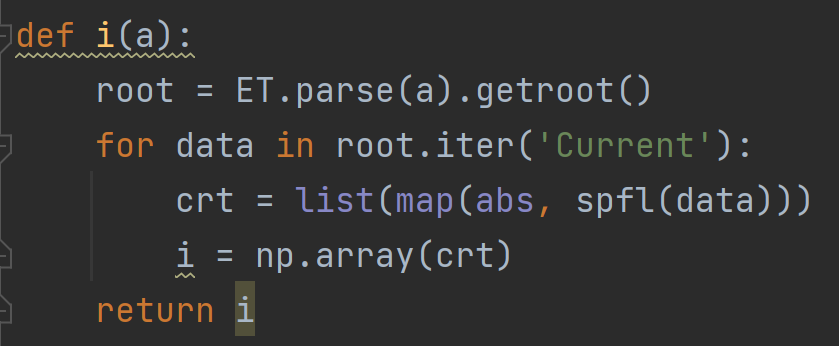 def i(a):
    root = ET.parse(a).getroot()
    for data in root.iter('Current'):
        crt = list(map(abs, spfl(data)))
        i = np.array(crt)
    return i